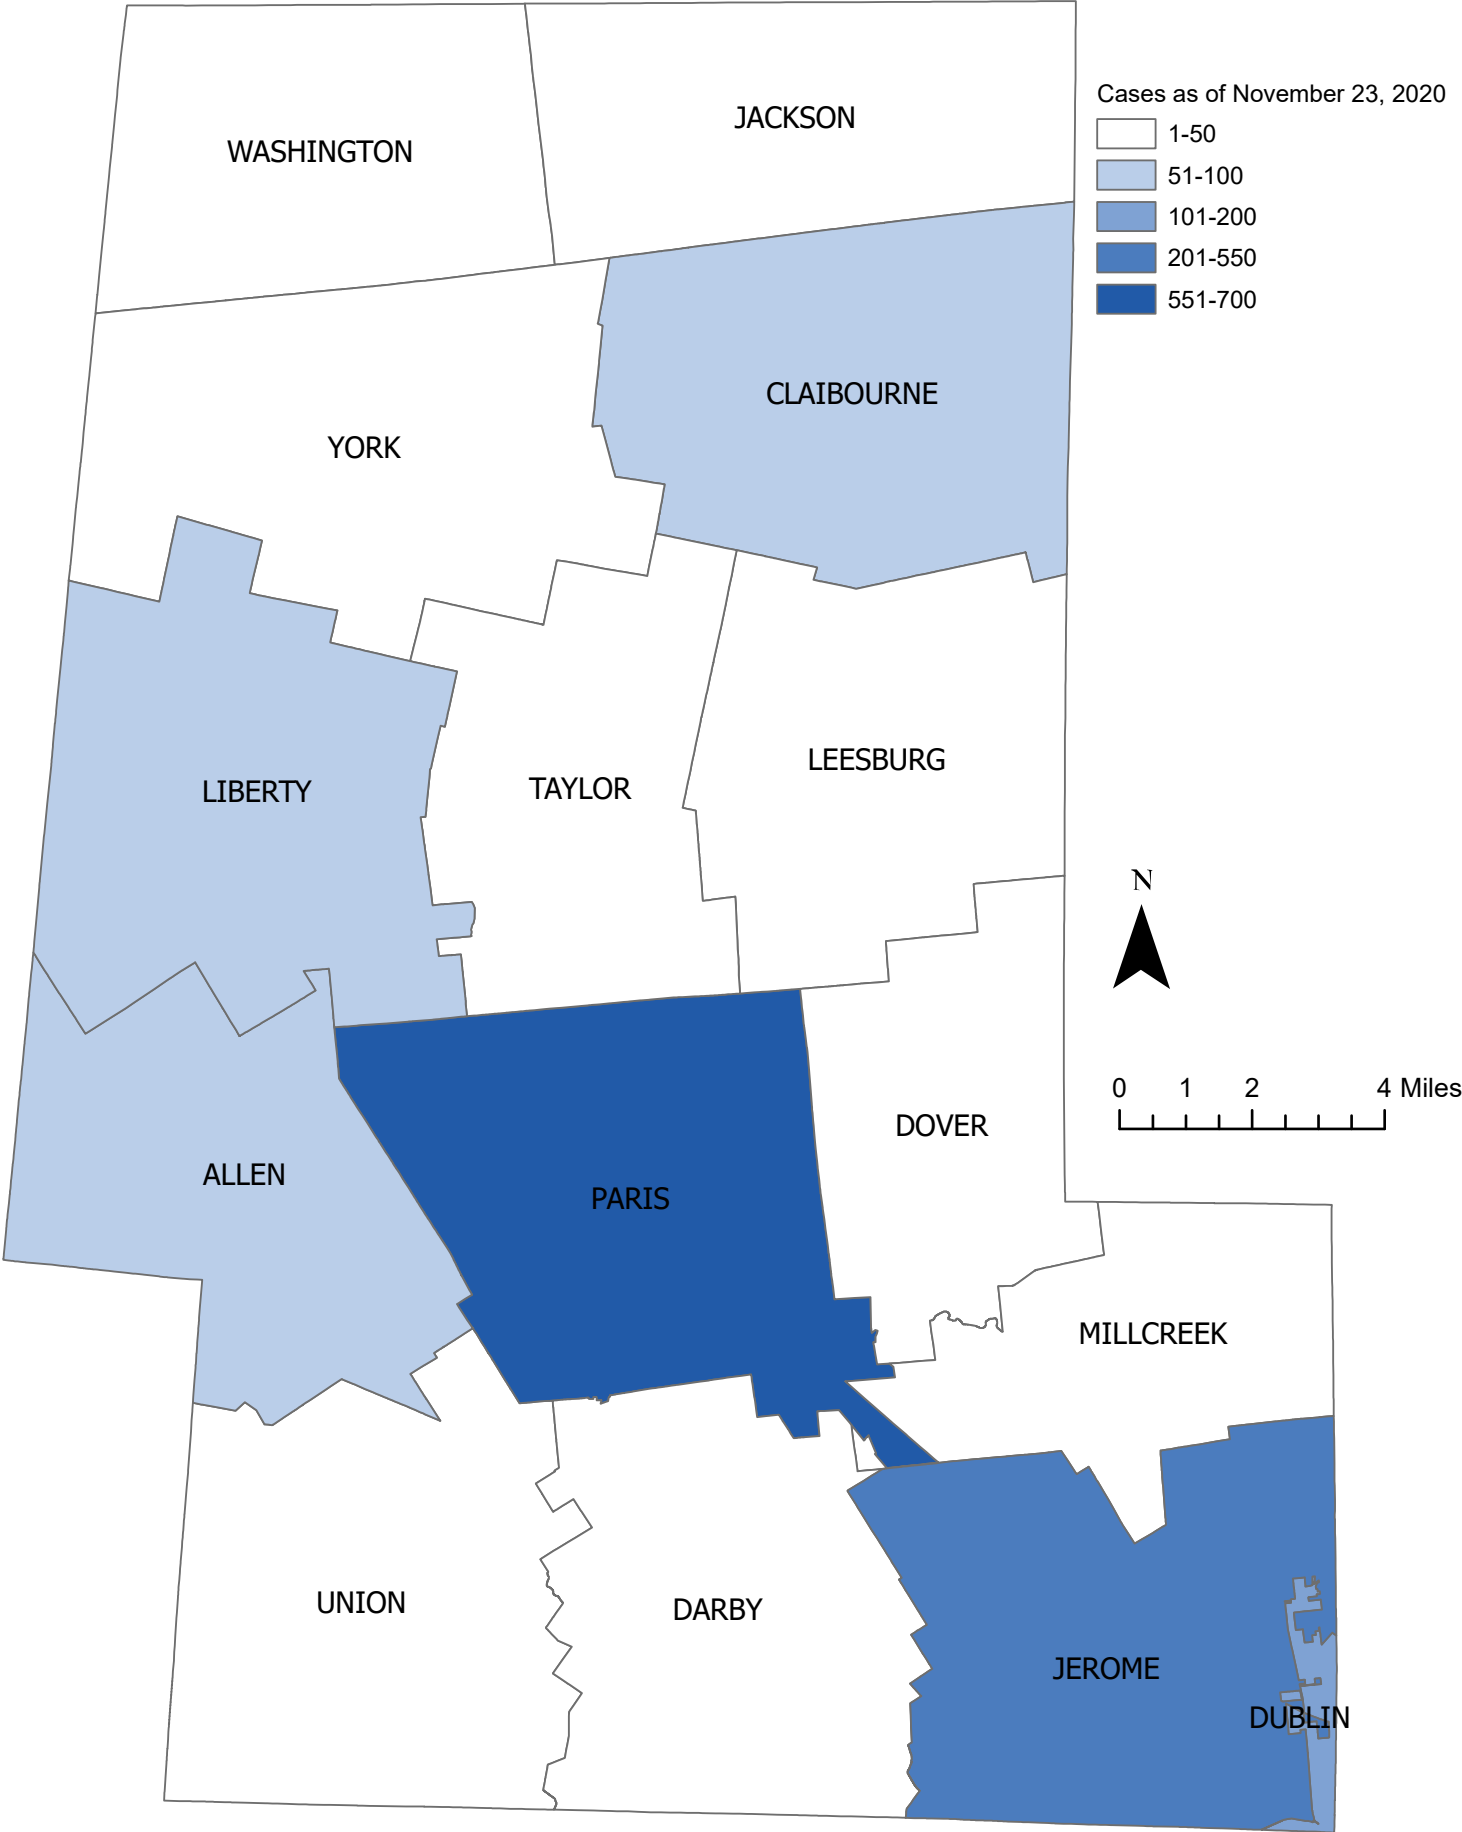 WASHINGTON
JACKSON
Cases as of November 23, 2020
1-50
51-100
101-200
201-550
551-700
YORK
CLAIBOURNE
LIBERTY
TAYLOR
LEESBURG
N
0 1 2 4 Miles
ALLEN
PARIS
DOVER
MILLCREEK
UNION
DARBY
JEROME
DUBLIN